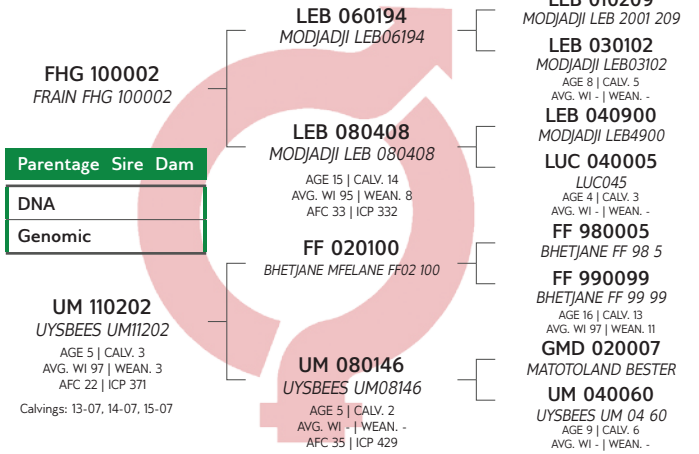 FHG 100002
FRAIN FHG 100002
Parentage Sire Dam
DNA
Genomic
UM 110202
UYSBEES UM11202
AGE 5 | CALV. 3
AVG. WI 97 | WEAN. 3
AFC 22 | ICP 371
Calvings: 13-07, 14-07, 15-07
LEB 060194
MODJADJI LEB06194
LEB 080408
MODJADJI LEB 080408
AGE 15 | CALV. 14
AVG. WI 95 | WEAN. 8
AFC 33 | ICP 332
FF 020100
BHETJANE MFELANE FF02 100
UM 080146
UYSBEES UM08146
AGE 5 | CALV. 2
AVG. WI - | WEAN. -
AFC 35 | ICP 429
LEB 010209
MODJADJI LEB 2001 209
LEB 030102
MODJADJI LEB03102
AGE 8 | CALV. 5
AVG. WI - | WEAN. -
LEB 040900
MODJADJI LEB4900
LUC 040005
LUC045
AGE 4 | CALV. 3
AVG. WI - | WEAN. -
FF 980005
BHETJANE FF 98 5
FF 990099
BHETJANE FF 99 99
AGE 16 | CALV. 13
AVG. WI 97 | WEAN. 11
GMD 020007
MATOTOLAND BESTER
UM 040060
UYSBEES UM 04 60
AGE 9 | CALV. 6
AVG. WI - | WEAN. -